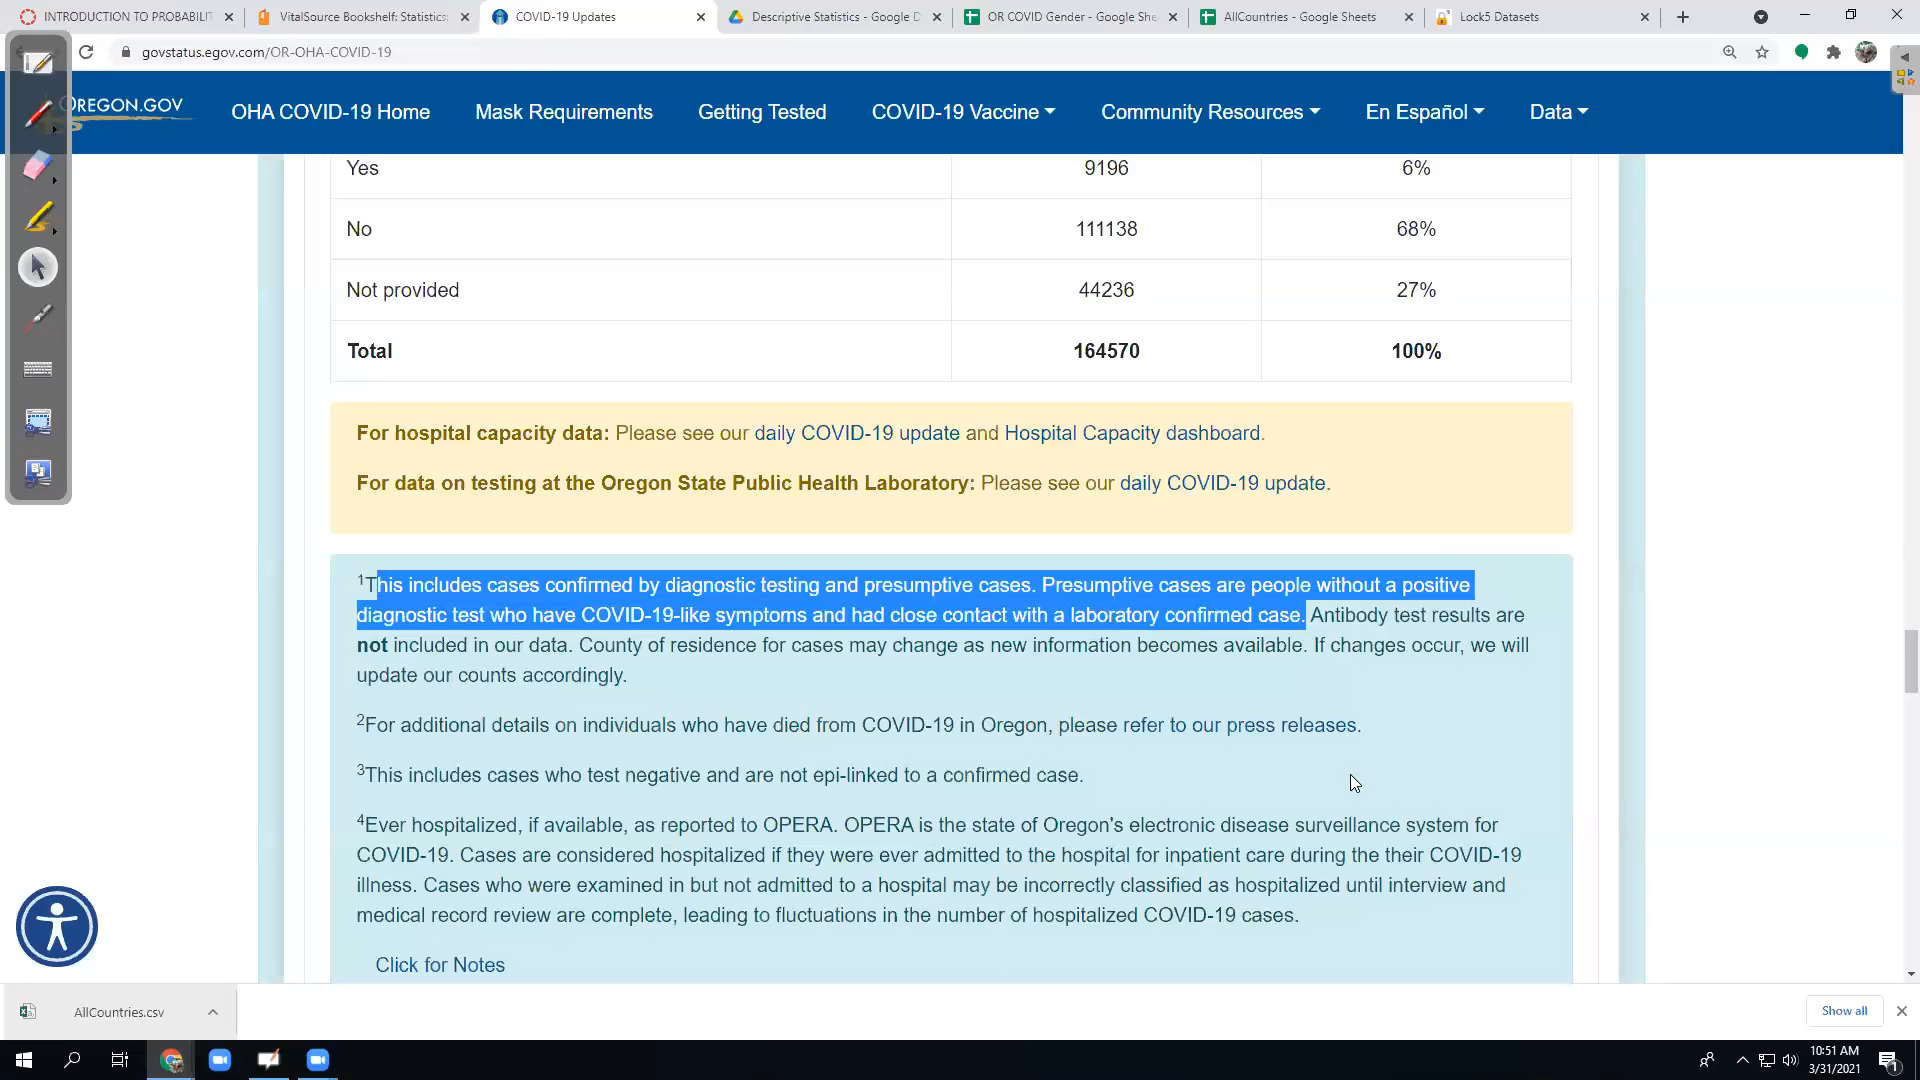 INTRODUCTION TO PROBABILIT
VitalSource Bookshelf: Statistics:
COVID-19 Updates
Descriptive Statistics - Google D
OR COVID Gender - Google She
AllCountries - Google Sheets
Lock5 Datasets
govstatus.egov.com/OR-OHA-COVID-19
OREGON.GOV
OHA COVID-19 Home
Mask Requirements
Getting Tested
COVID-19 Vaccine
Community Resources
En Español
Data
Yes 9196 6%
No 111138 68%
Not provided 44236 27%
Total 164570 100%
For hospital capacity data: Please see our daily COVID-19 update and Hospital Capacity dashboard.
For data on testing at the Oregon State Public Health Laboratory: Please see our daily COVID-19 update.
1This includes cases confirmed by diagnostic testing and presumptive cases. Presumptive cases are people without a positive
diagnostic test who have COVID-19-like symptoms and had close contact with a laboratory confirmed case. Antibody test results are
not included in our data. County of residence for cases may change as new information becomes available. If changes occur, we will
update our counts accordingly.
2For additional details on individuals who have died from COVID-19 in Oregon, please refer to our press releases.
3This includes cases who test negative and are not epi-linked to a confirmed case.
4Ever hospitalized, if available, as reported to OPERA. OPERA is the state of Oregon's electronic disease surveillance system for
COVID-19. Cases are considered hospitalized if they were ever admitted to the hospital for inpatient care during the their COVID-19
illness. Cases who were examined in but not admitted to a hospital may be incorrectly classified as hospitalized until interview and
medical record review are complete, leading to fluctuations in the number of hospitalized COVID-19 cases.
Click for Notes
AllCountries.csv
Show all
10:51 AM
3/31/2021
1